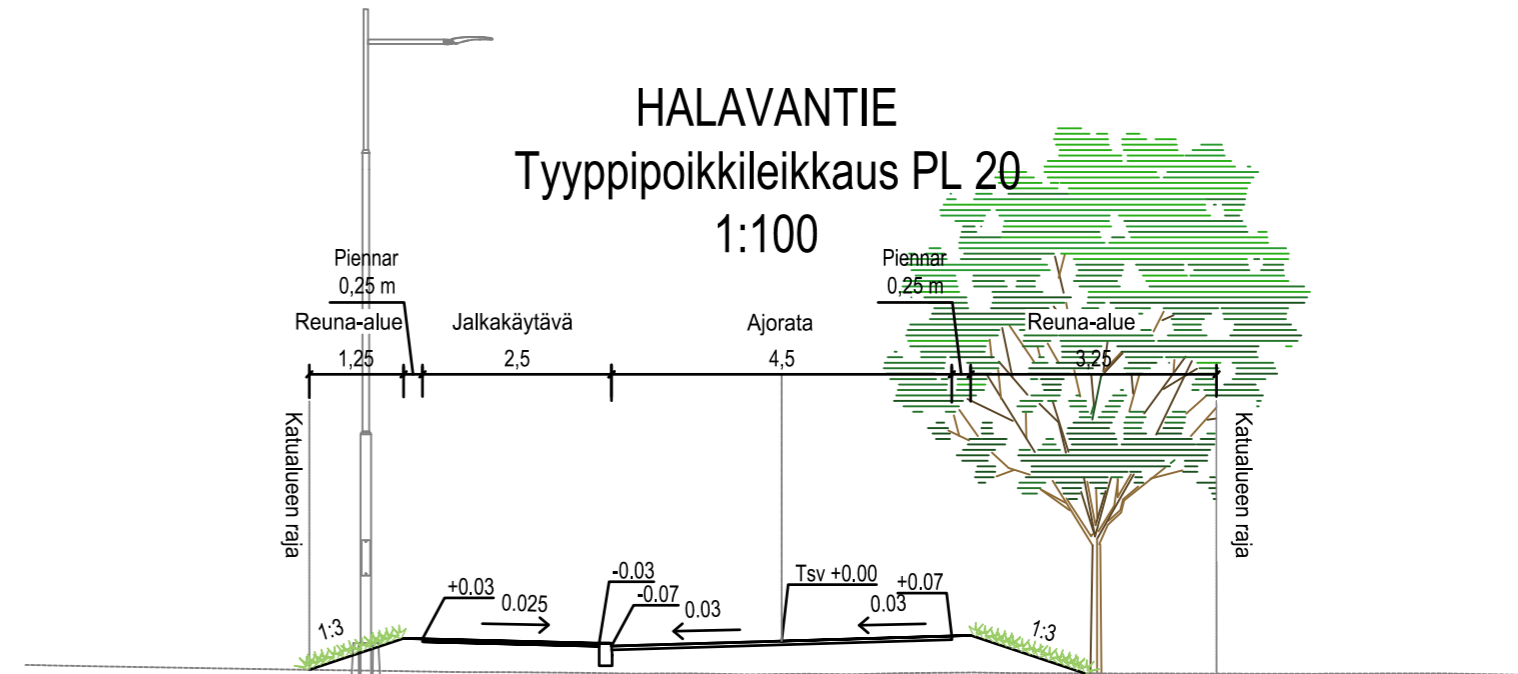 HALAVANTIE
Tyyppipoikkileikkaus PL 20
1:100
Piennar
0,25 m
Piennar
0,25 m
Reuna-alue
Jalkakäytävä
Ajorata
Reuna-alue
1,25
2,5
4,5
3,25
Katualueen raja
Katualueen raja
+0.03
0.025
-0.03
-0.07
0.03
Tsv +0.00
+0.07
0.03
1:3
1:3